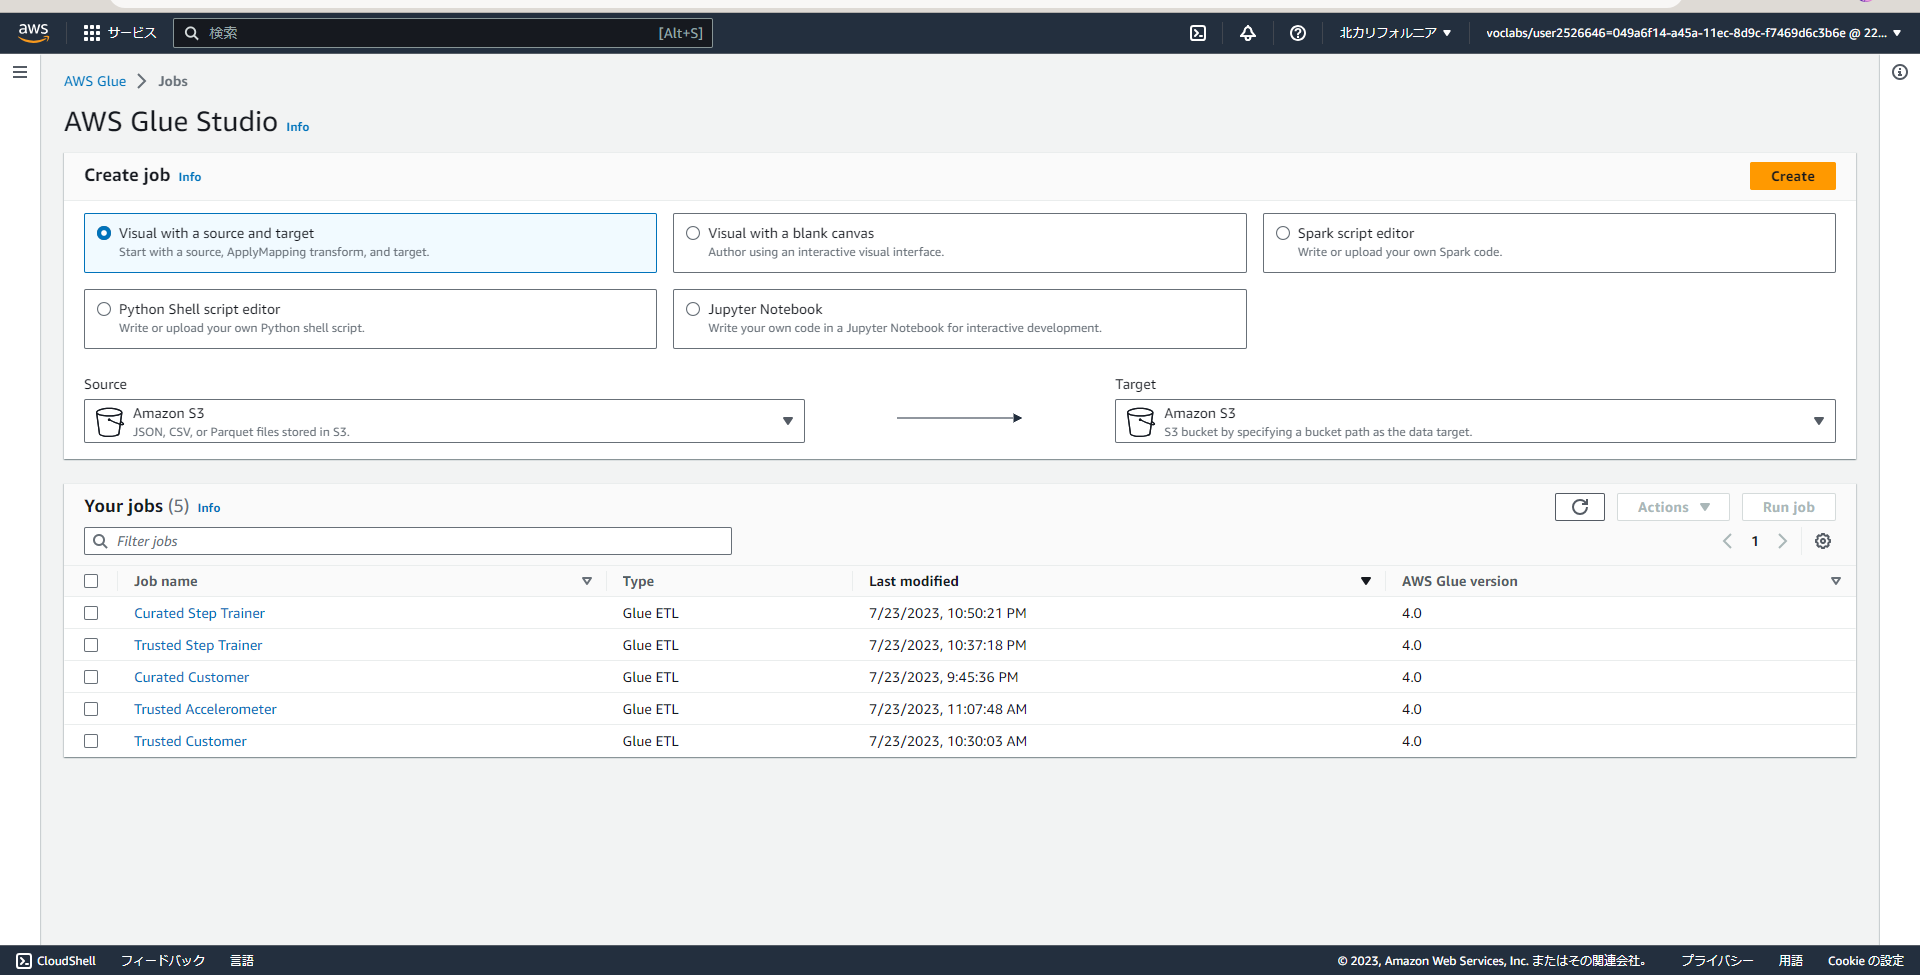 aws サービス 検索 [Alt+S] 北カリフォルニア voclabs/user2526646=049a6f14-a45a-11ec-8d9c-f7469d6c3b6e @ 22...
AWS Glue Jobs
AWS Glue Studio Info
Create job Info Create
Visual with a source and target
Start with a source, ApplyMapping transform, and target.
Visual with a blank canvas
Author using an interactive visual interface.
Spark script editor
Write or upload your own Spark code.
Python Shell script editor
Write or upload your own Python shell script.
Jupyter Notebook
Write your own code in a Jupyter Notebook for interactive development.
Source
Amazon S3
JSON, CSV, or Parquet files stored in S3.
Target
Amazon S3
S3 bucket by specifying a bucket path as the data target.
Your jobs (5) Info Actions Run job
Filter jobs 1
Job name Type Last modified AWS Glue version
Curated Step Trainer Glue ETL 7/23/2023, 10:50:21 PM 4.0
Trusted Step Trainer Glue ETL 7/23/2023, 10:37:18 PM 4.0
Curated Customer Glue ETL 7/23/2023, 9:45:36 PM 4.0
Trusted Accelerometer Glue ETL 7/23/2023, 11:07:48 AM 4.0
Trusted Customer Glue ETL 7/23/2023, 10:30:03 AM 4.0
CloudShell フィードバック 言語 © 2023, Amazon Web Services, Inc. またはその関連会社。 プライバシー 用語 Cookie の設定